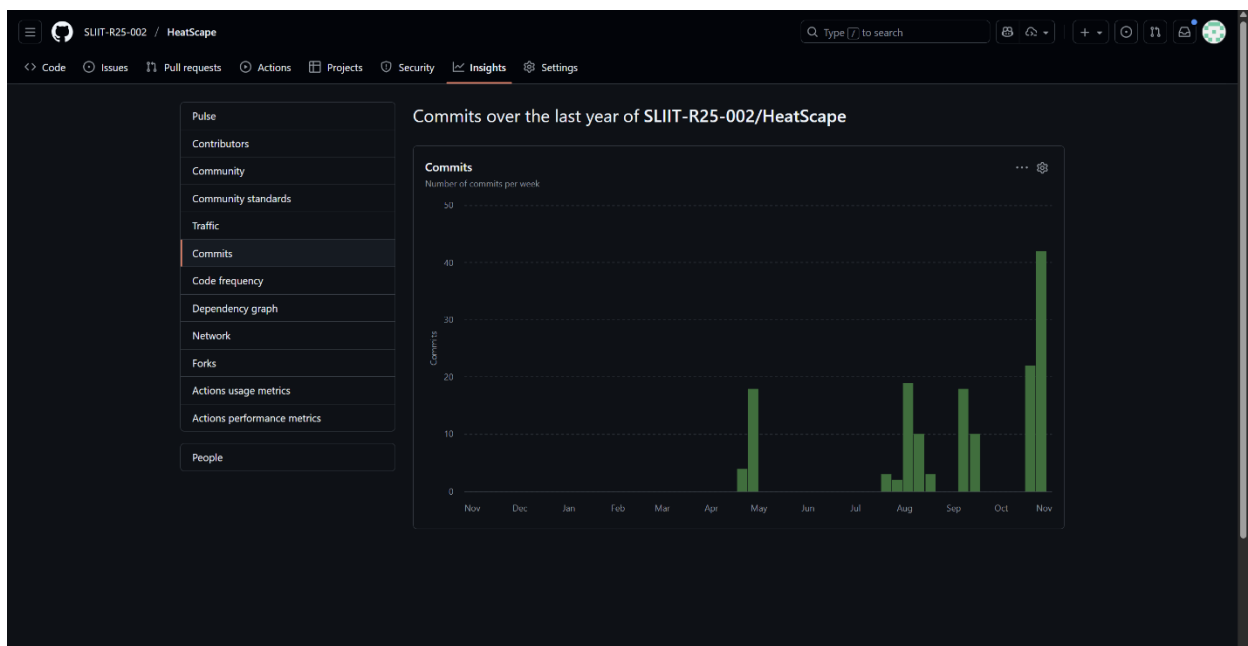 SLIIT-R25-002 / HeatScape
Type / to search
Code Issues Pull requests Actions Projects Security Insights Settings
Pulse
Contributors
Community
Community standards
Traffic
Commits
Code frequency
Dependency graph
Network
Forks
Actions usage metrics
Actions performance metrics
People
Commits over the last year of SLIIT-R25-002/HeatScape
Commits
Number of commits per week
50
40
30
20
10
0
Commits
Nov Dec Jan Feb Mar Apr May Jun Jul Aug Sep Oct Nov